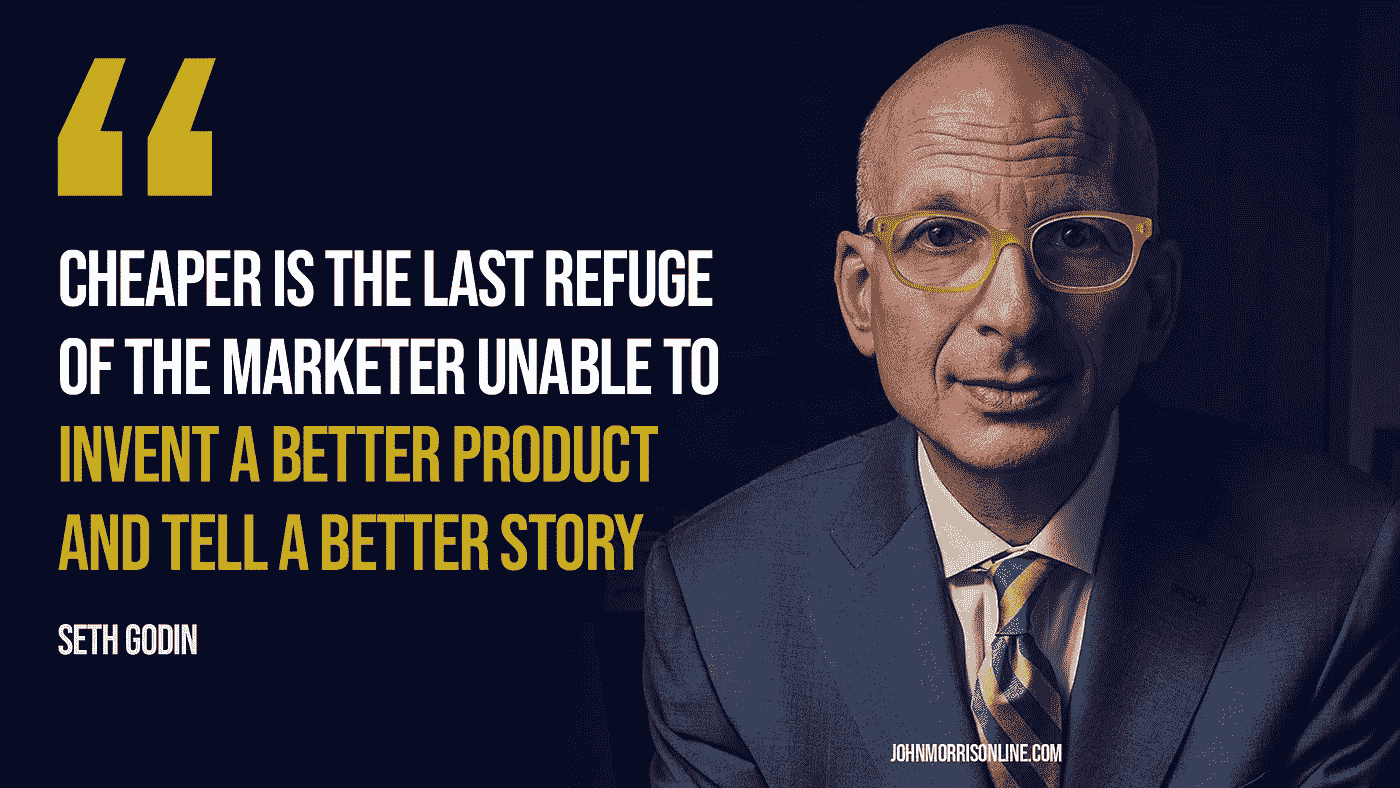 “
CHEAPER IS THE LAST REFUGE
OF THE MARKETER UNABLE TO
INVENT A BETTER PRODUCT
AND TELL A BETTER STORY
SETH GODIN
JOHNMORRISONLINE.COM